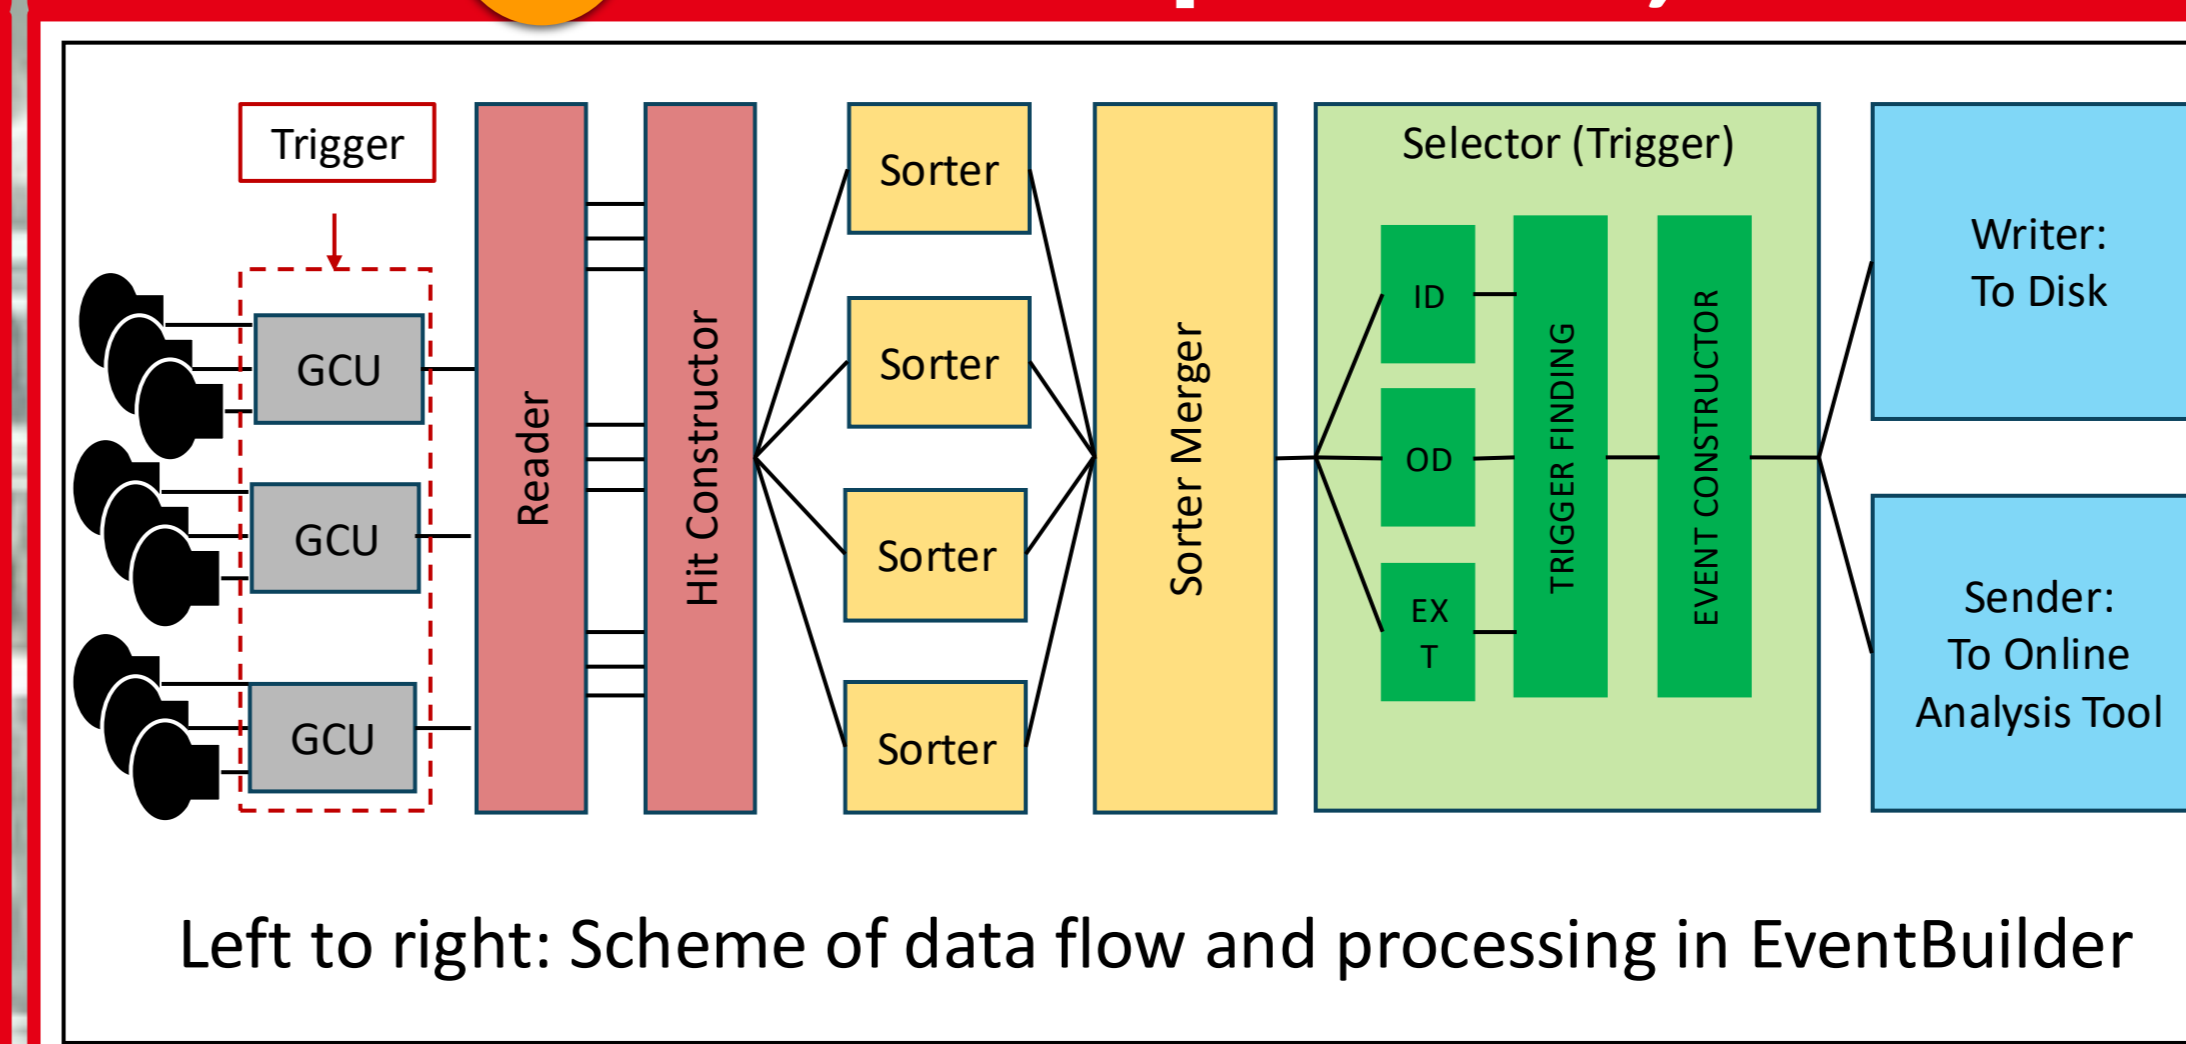 Trigger
GCU
GCU
GCU
Reader
Hit Constructor
Sorter
Sorter
Sorter
Sorter
Sorter Merger
Selector (Trigger)
ID
OD
EX
T
TRIGGER FINDING
EVENT CONSTRUCTOR
Writer:
To Disk
Sender:
To Online
Analysis Tool
Left to right: Scheme of data flow and processing in EventBuilder